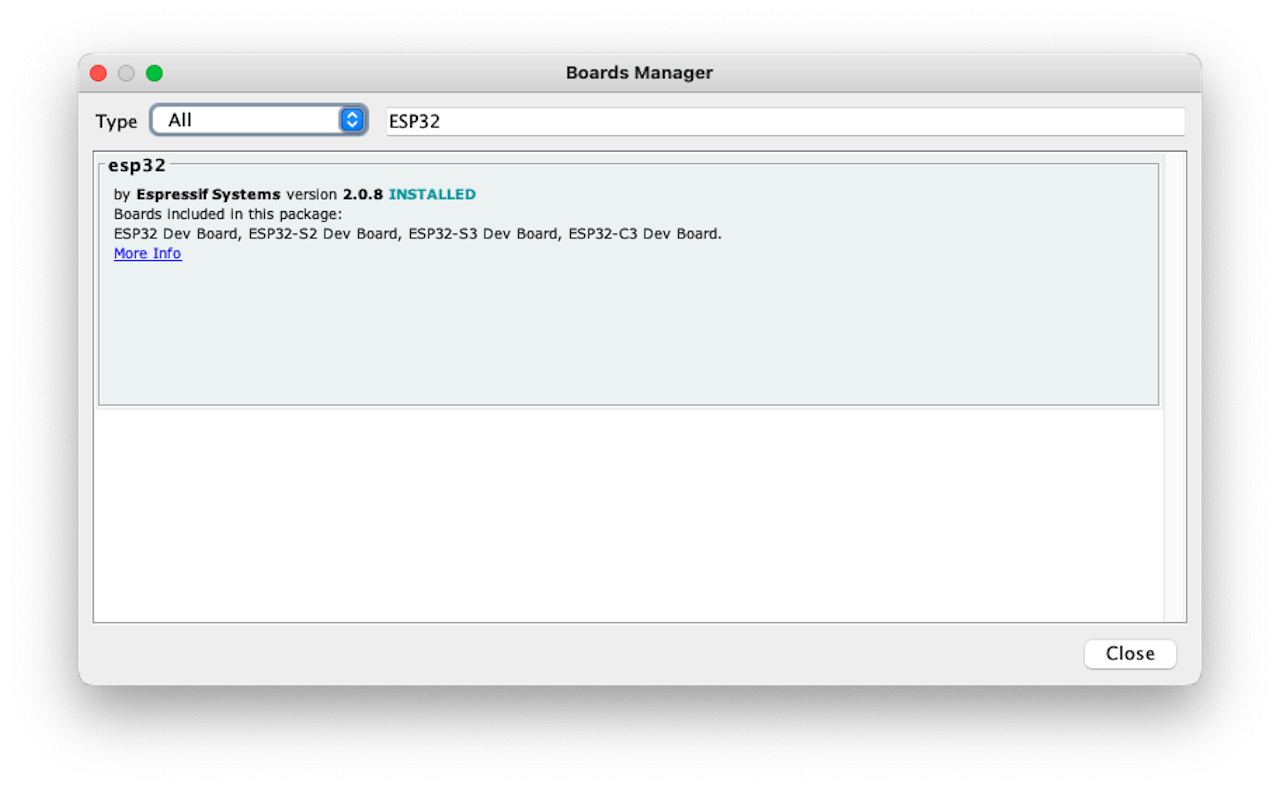 Boards Manager
Type All ESP32
esp32
by Espressif Systems version 2.0.8 INSTALLED
Boards included in this package:
ESP32 Dev Board, ESP32-S2 Dev Board, ESP32-S3 Dev Board, ESP32-C3 Dev Board.
More Info
Close